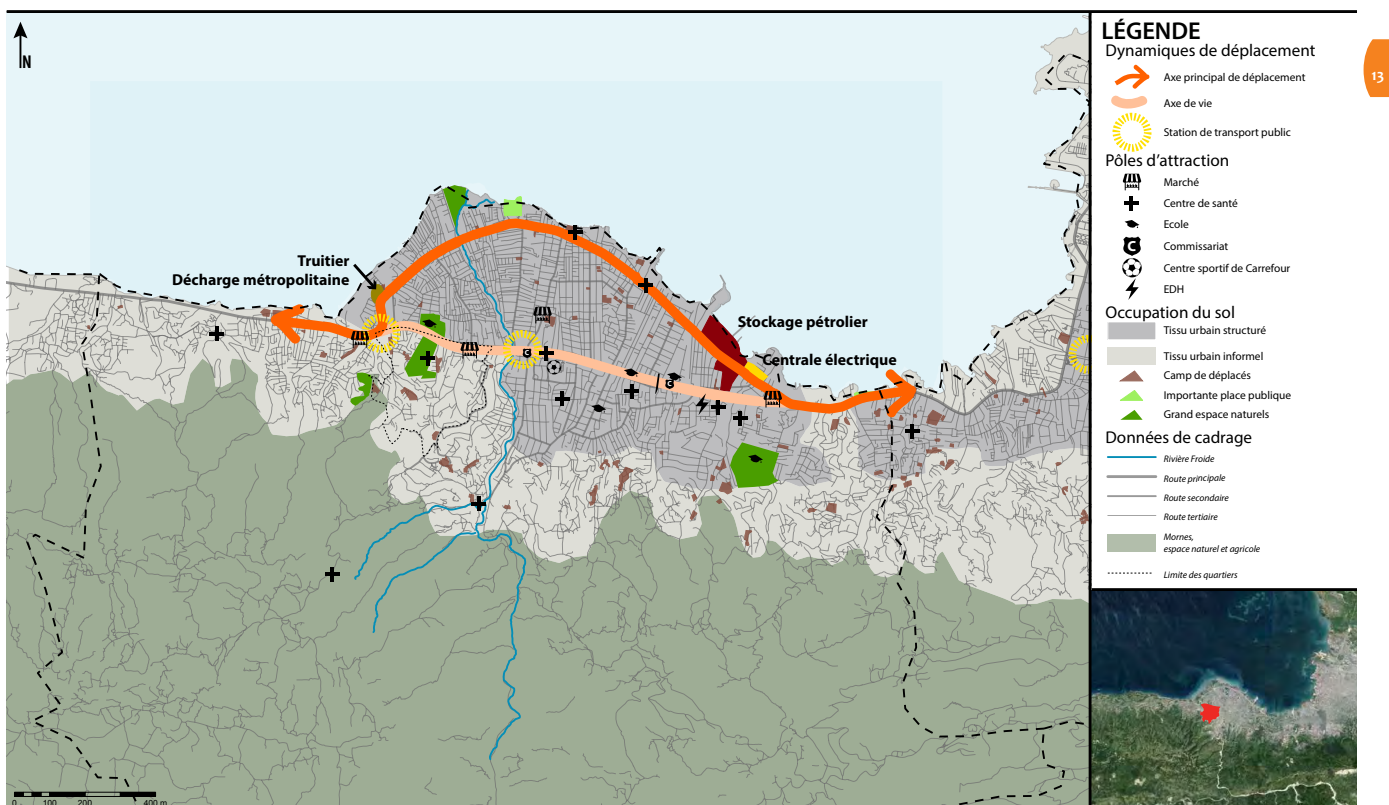 N
Truitier
Décharge métropolitaine
Stockage pétrolier
Centrale électrique
C
C
0 100 200 400 m
LÉGENDE
Dynamiques de déplacement
Axe principal de déplacement
Axe de vie
Station de transport public
Pôles d'attraction
Marché
Centre de santé
Ecole
C
Commissariat
Centre sportif de Carrefour
EDH
Occupation du sol
Tissu urbain structuré
Tissu urbain informel
Camp de déplacés
Importante place publique
Grand espace naturels
Données de cadrage
Rivière Froide
Route principale
Route secondaire
Route tertiaire
Mornes,
espace naturel et agricole
Limite des quartiers
13